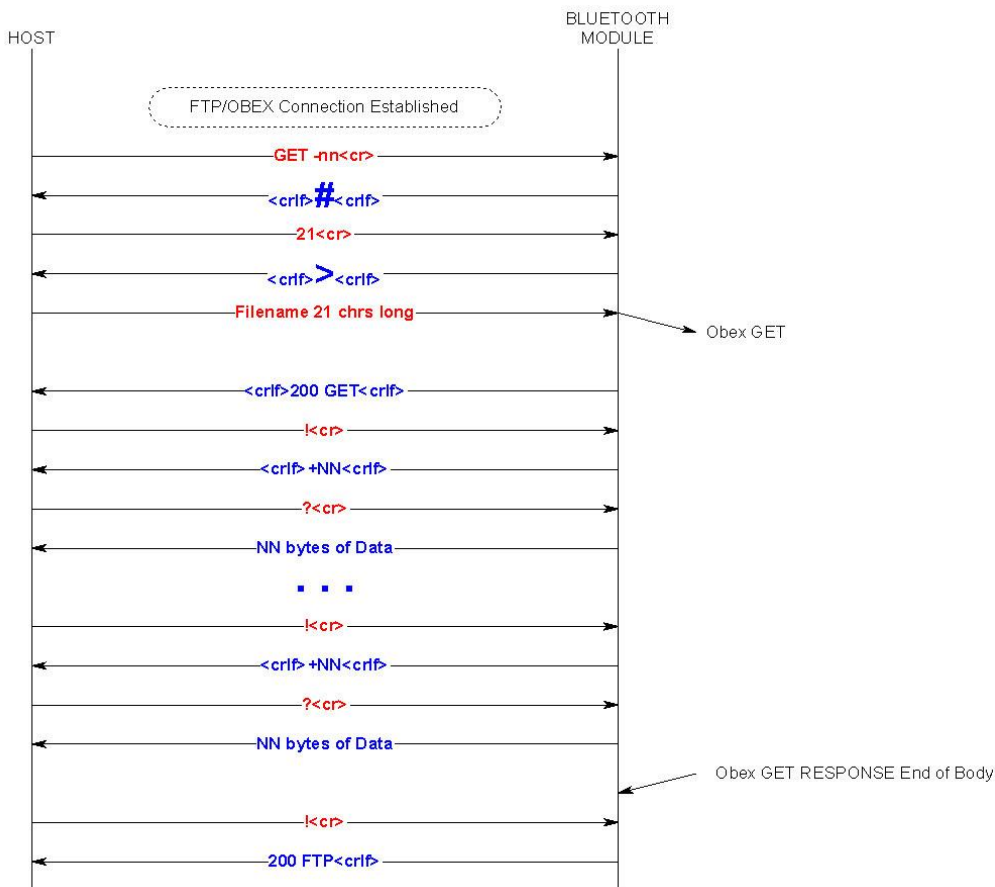 HOST
BLUETOOTH
MODULE
FTP/OBEX Connection Established
GET -nn<cr>
<crlf>#<crlf>
21<cr>
<crlf>><crlf>
Filename 21 chrs long
Obex GET
<crlf>200 GET<crlf>
!<cr>
<crlf>+NN<crlf>
?<cr>
NN bytes of Data
. . .
!<cr>
<crlf>+NN<crlf>
?<cr>
NN bytes of Data
Obex GET RESPONSE End of Body
!<cr>
200 FTP<crlf>